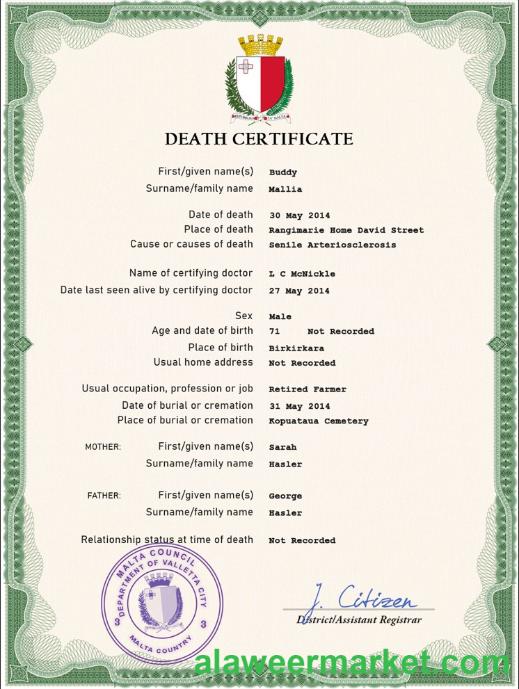 DEATH CERTIFICATE
First/given name(s) Buddy
Surname/family name Mallia
Date of death 30 May 2014
Place of death Rangimarie Home David Street
Cause or causes of death Senile Arteriosclerosis
Name of certifying doctor L C McNickle
Date last seen alive by certifying doctor 27 May 2014
Sex Male
Age and date of birth 71 Not Recorded
Place of birth Birkirkara
Usual home address Not Recorded
Usual occupation, profession or job Retired Farmer
Date of burial or cremation 31 May 2014
Place of burial or cremation Kopuataua Cemetery
MOTHER: First/given name(s) Sarah
Surname/family name Hasler
FATHER: First/given name(s) George
Surname/family name Hasler
Relationship status at time of death Not Recorded
MALTA COUNCIL
DEPARTMENT OF VALLETTA CITY
3 3
MALTA COUNTRY
J. Citizen
District/Assistant Registrar
alaweermarket.com